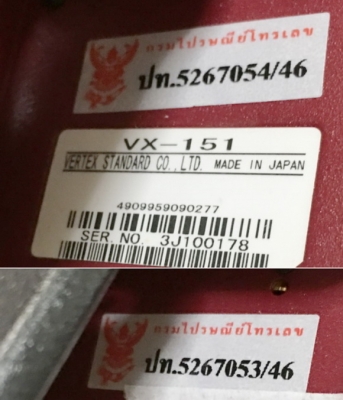 กรมไปรษณีย์โทรเลข
ปท.5267054/46
VX-151
VERTEX STANDARD CO.,LTD. MADE IN JAPAN
4909959090277
SER. NO. 3J100178
กรมไปรษณีย์โทรเลข
ปท.5267053/46